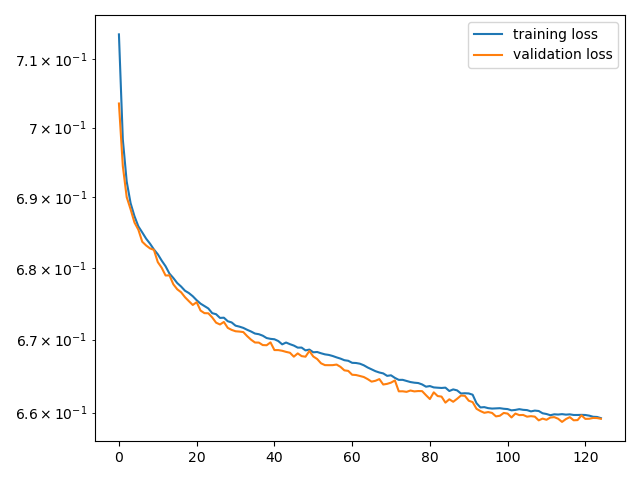 training loss
validation loss
7.1 × 10⁻¹
7 × 10⁻¹
6.9 × 10⁻¹
6.8 × 10⁻¹
6.7 × 10⁻¹
6.6 × 10⁻¹
0 20 40 60 80 100 120